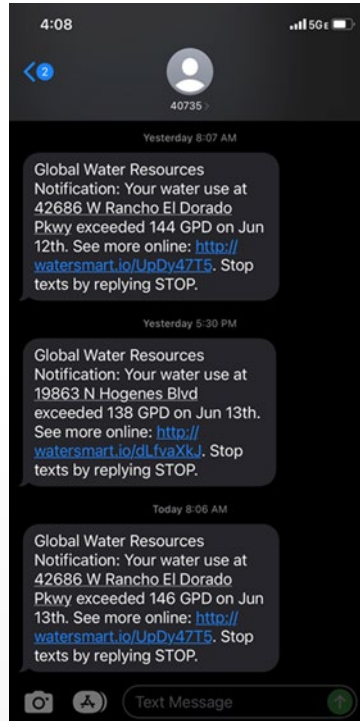 4:08
5GE
2
40735 >
Yesterday 8:07 AM
Global Water Resources
Notification: Your water use at
42686 W Rancho El Dorado
Pkwy exceeded 144 GPD on Jun
12th. See more online: http://
watersmart.io/UpDy47T5. Stop
texts by replying STOP.
Yesterday 5:30 PM
Global Water Resources
Notification: Your water use at
19863 N Hogenes Blvd
exceeded 138 GPD on Jun 13th.
See more online: http://
watersmart.io/dLfvaXkJ. Stop
texts by replying STOP.
Today 8:06 AM
Global Water Resources
Notification: Your water use at
42686 W Rancho El Dorado
Pkwy exceeded 146 GPD on Jun
13th. See more online: http://
watersmart.io/UpDy47T5. Stop
texts by replying STOP.
Text Message